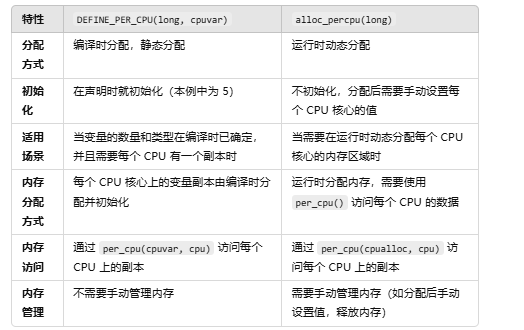 特性 DEFINE_PER_CPU(long, cpuvar) alloc_percpu(long)
分配 编译时分配，静态分配 运行时动态分配
方式
初始 在声明时就初始化（本例中为 5） 不初始化，分配后需要手动设置每
化 个 CPU 核心的值
适用 当变量的数量和类型在编译时已确定， 当需要在运行时动态分配每个 CPU
场景 并且需要每个 CPU 有一个副本时 核心的内存区域时
内存 每个 CPU 核心上的变量副本由编译时分 运行时分配内存，需要使用
分配 配并初始化 per_cpu() 访问每个 CPU 的数据
方式
内存 通过 per_cpu(cpuvar, cpu) 访问每个 通过 per_cpu(cpualloc, cpu) 访
访问 CPU 上的副本 问每个 CPU 上的副本
内存 不需要手动管理内存 需要手动管理内存（如分配后手动
管理 设置值，释放内存）